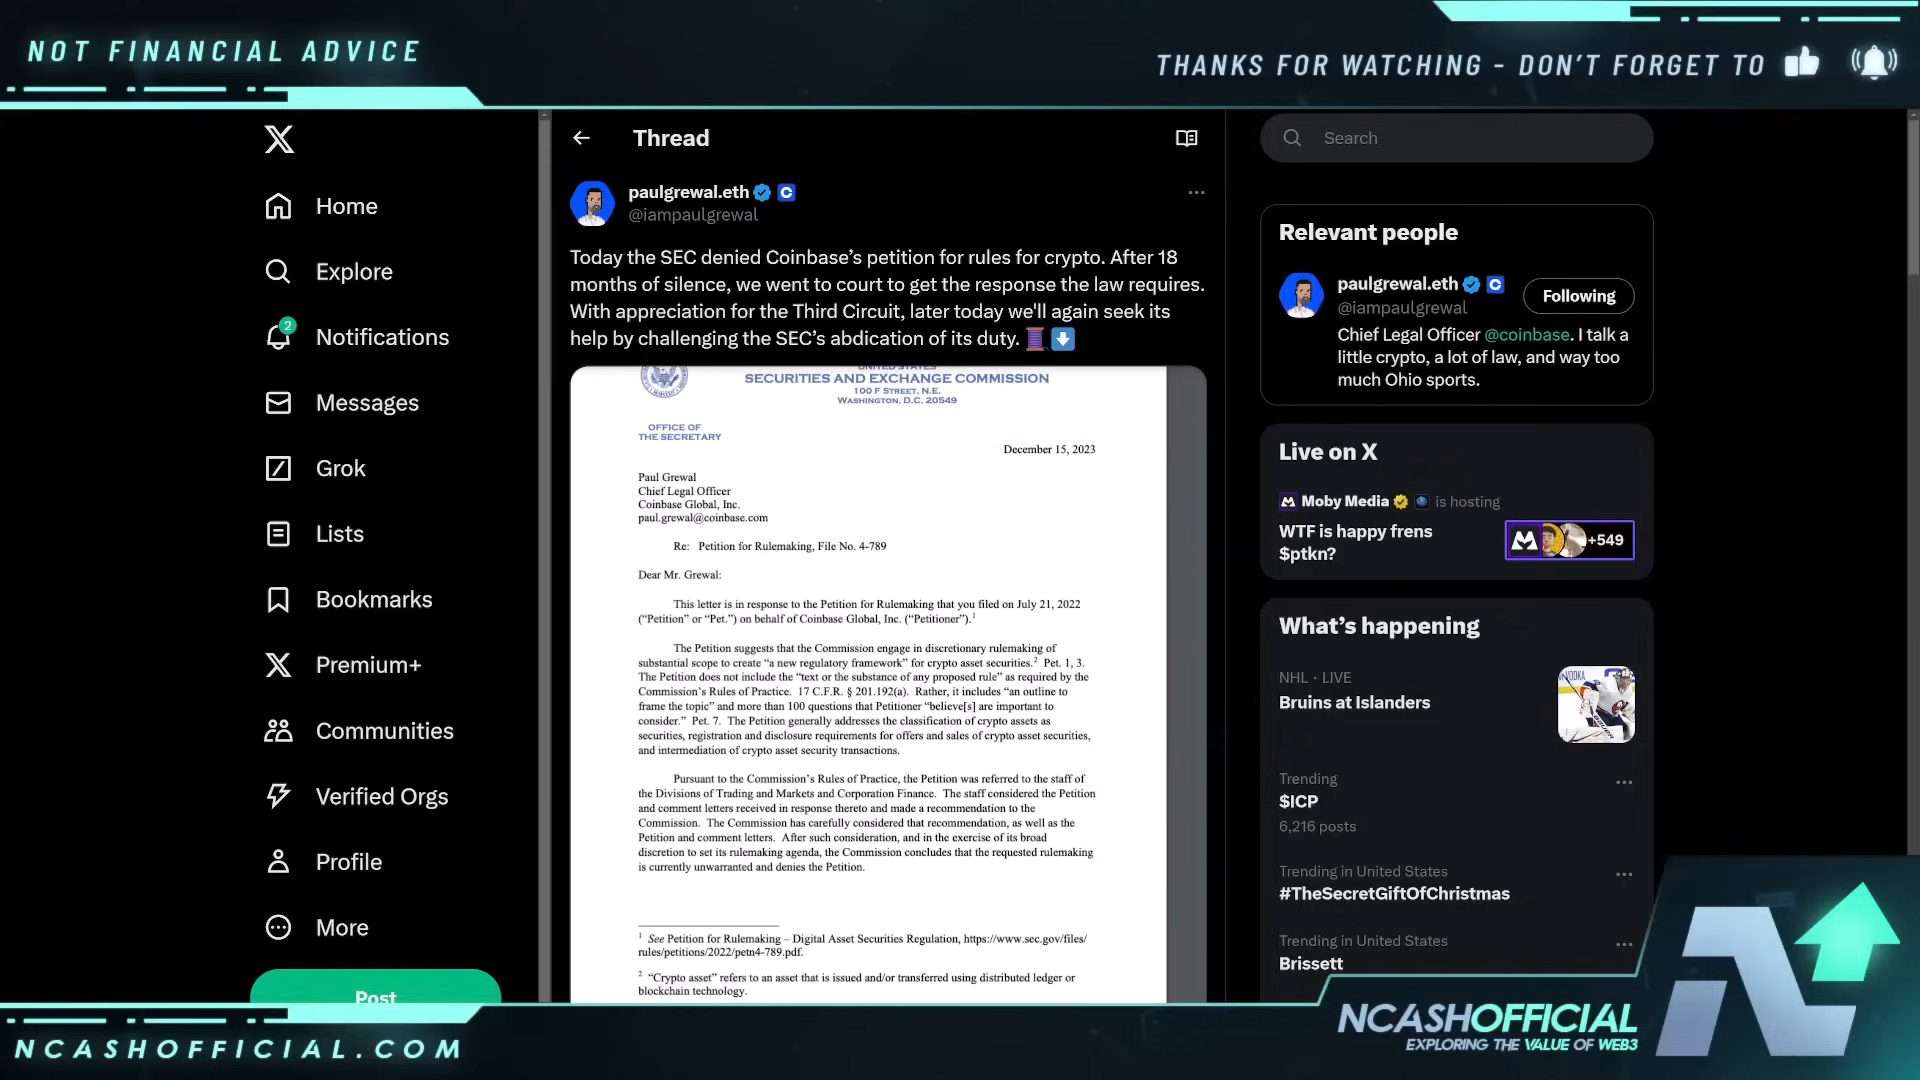 NOT FINANCIAL ADVICE
THANKS FOR WATCHING - DON'T FORGET TO
Home
Explore
2
Notifications
Messages
Grok
Lists
Bookmarks
Premium+
Communities
Verified Orgs
Profile
More
Post
Thread
paulgrewal.eth
@iampaulgrewal
Today the SEC denied Coinbase’s petition for rules for crypto. After 18
months of silence, we went to court to get the response the law requires.
With appreciation for the Third Circuit, later today we'll again seek its
help by challenging the SEC’s abdication of its duty.
UNITED STATES
SECURITIES AND EXCHANGE COMMISSION
100 F STREET, N.E.
WASHINGTON, D.C. 20549
OFFICE OF
THE SECRETARY
December 15, 2023
Paul Grewal
Chief Legal Officer
Coinbase Global, Inc.
paul.grewal@coinbase.com
Re: Petition for Rulemaking, File No. 4-789
Dear Mr. Grewal:
This letter is in response to the Petition for Rulemaking that you filed on July 21, 2022
(“Petition” or “Pet.”) on behalf of Coinbase Global, Inc. (“Petitioner”).1
The Petition suggests that the Commission engage in discretionary rulemaking of
substantial scope to create “a new regulatory framework” for crypto asset securities.2 Pet. 1, 3.
The Petition does not include the “text or the substance of any proposed rule” as required by the
Commission’s Rules of Practice. 17 C.F.R. § 201.192(a). Rather, it includes “an outline to
frame the topic” and more than 100 questions that Petitioner “believe[s] are important to
consider.” Pet. 7. The Petition generally addresses the classification of crypto assets as
securities, registration and disclosure requirements for offers and sales of crypto asset securities,
and intermediation of crypto asset security transactions.
Pursuant to the Commission’s Rules of Practice, the Petition was referred to the staff of
the Divisions of Trading and Markets and Corporation Finance. The staff considered the Petition
and comment letters received in response thereto and made a recommendation to the
Commission. The Commission has carefully considered that recommendation, as well as the
Petition and comment letters. After such consideration, and in the exercise of its broad
discretion to set its rulemaking agenda, the Commission concludes that the requested rulemaking
is currently unwarranted and denies the Petition.
1 See Petition for Rulemaking – Digital Asset Securities Regulation, https://www.sec.gov/files/
rules/petitions/2022/petn4-789.pdf.
2 “Crypto asset” refers to an asset that is issued and/or transferred using distributed ledger or
blockchain technology.
Search
Relevant people
paulgrewal.eth
Following
@iampaulgrewal
Chief Legal Officer @coinbase. I talk a
little crypto, a lot of law, and way too
much Ohio sports.
Live on X
Moby Media is hosting
WTF is happy frens
$ptkn?
+549
What’s happening
NHL · LIVE
Bruins at Islanders
Trending
$ICP
6,216 posts
Trending in United States
#TheSecretGiftOfChristmas
Trending in United States
Brissett
NCASHOFFICIAL.COM
NCASHOFFICIAL
EXPLORING THE VALUE OF WEB3